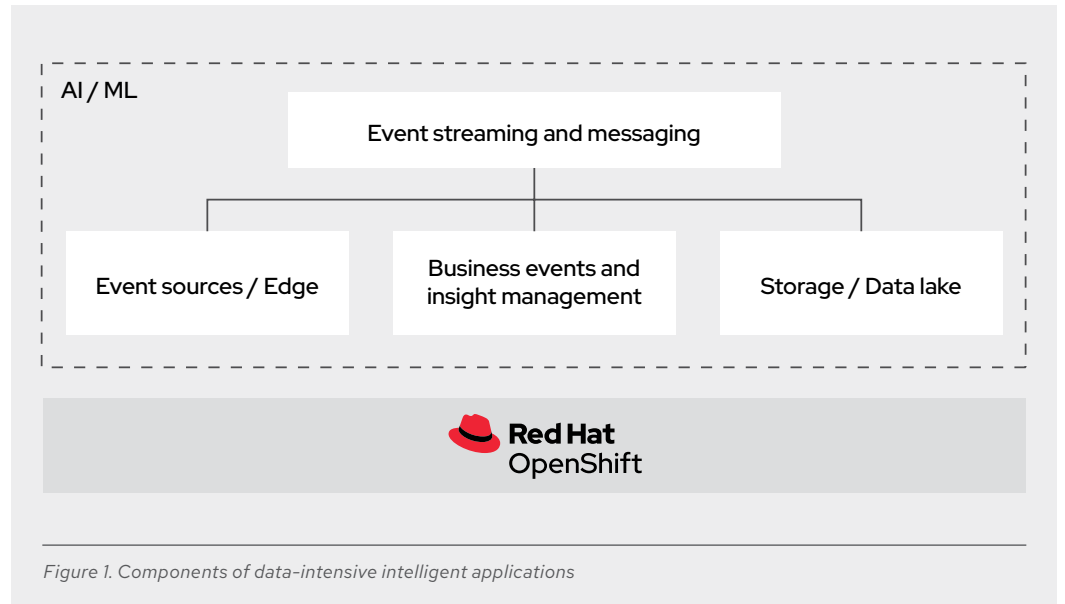 AI / ML
Event streaming and messaging
Event sources / Edge
Business events and
insight management
Storage / Data lake
Red Hat
OpenShift
Figure 1. Components of data-intensive intelligent applications